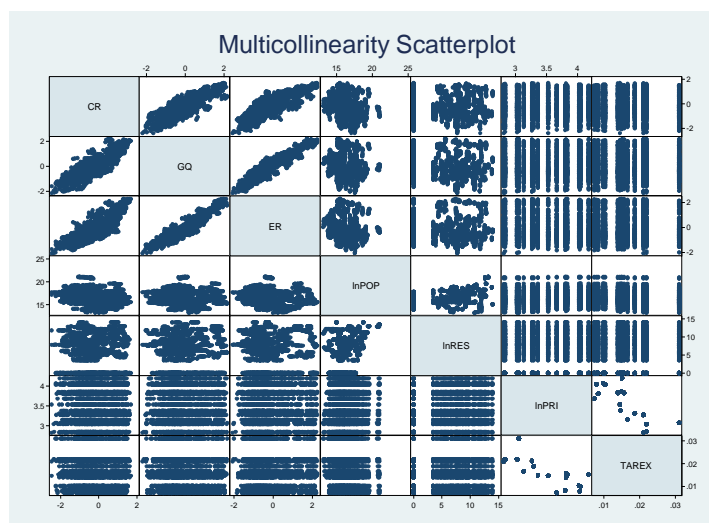 Multicollinearity Scatterplot
-2 0 2 15 20 25 3 3.5 4
CR
2 0 -2
2 0 -2
GQ
ER
2 0 -2
25 20 15
lnPOP
lnRES
15 10 5 0
4 3.5 3
lnPRI
TAREX
.03 .02 .01
-2 0 2 -2 0 2 0 5 10 15 .01 .02 .03